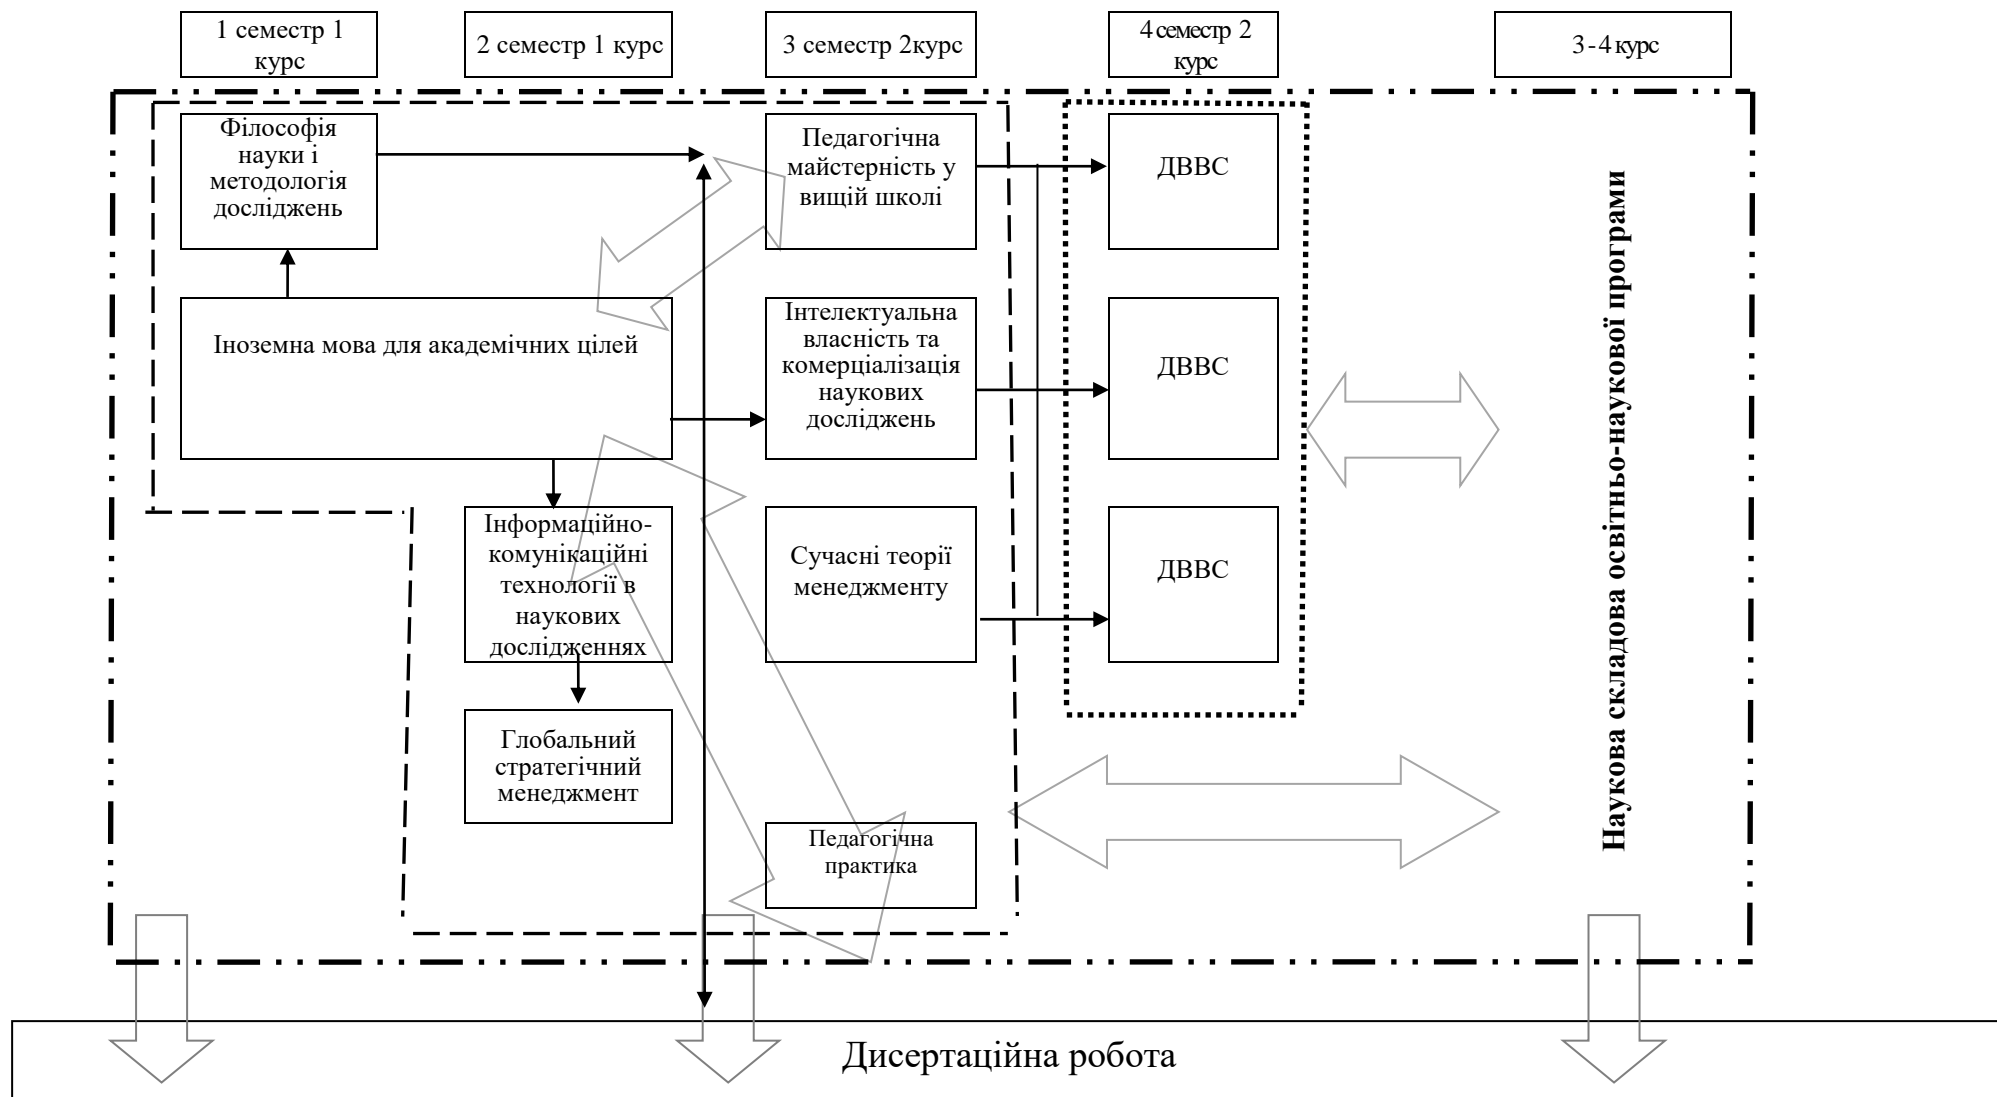 1 семестр 1
курс
2 семестр 1 курс
3 семестр 2курс
4 семестр 2
курс
3-4 курс
Філософія
науки і
методологія
досліджень
Педагогічна
майстерність у
вищій школі
ДВВС
Іноземна мова для академічних цілей
Інтелектуальна
власність та
комерціалізація
наукових
досліджень
ДВВС
Інформаційно-
комунікаційні
технології в
наукових
дослідженнях
Сучасні теорії
менеджменту
ДВВС
Глобальний
стратегічний
менеджмент
Педагогічна
практика
Наукова складова освітньо-наукової програми
Дисертаційна робота